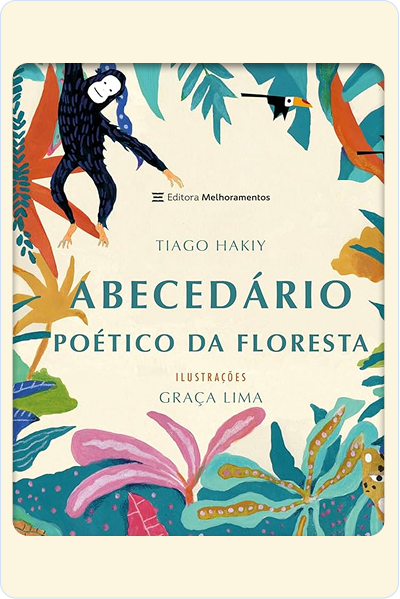 Editora Melhoramentos
TIAGO HAKIY
ABECEDÁRIO
POÉTICO DA FLORESTA
ILUSTRAÇÕES
GRAÇA LIMA